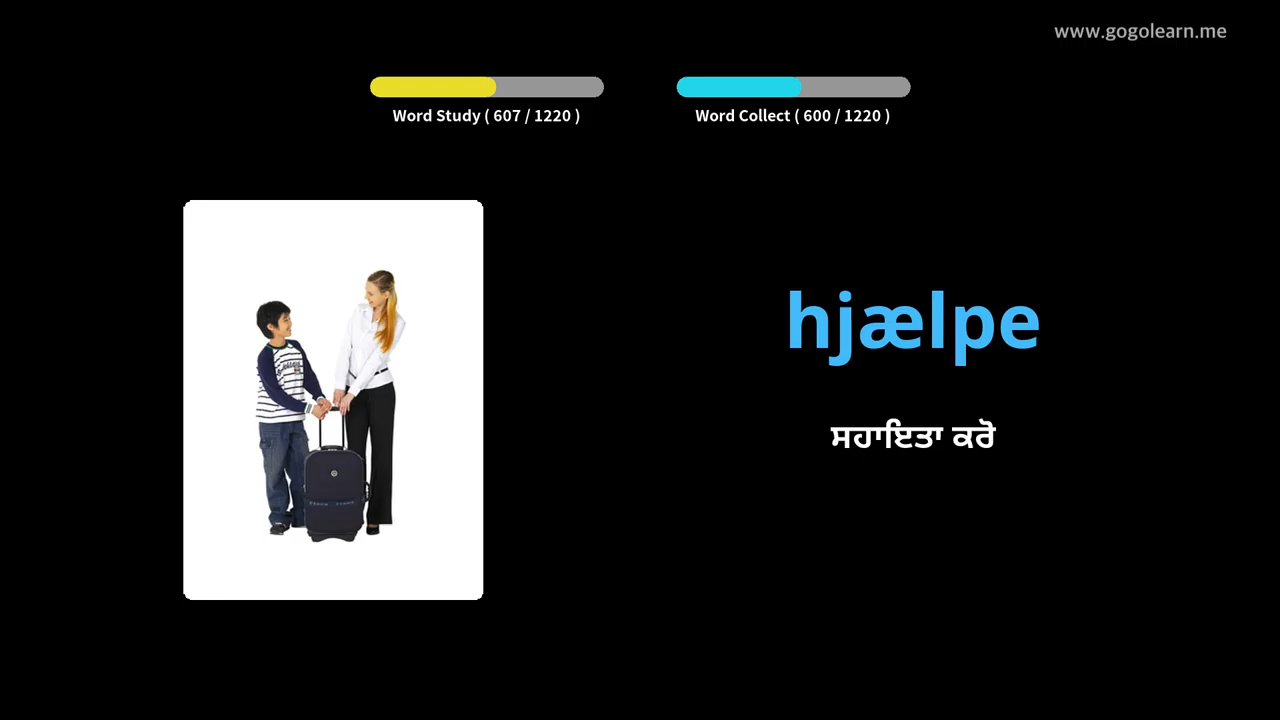 www.gogolearn.me
Word Study ( 607 / 1220 )
Word Collect ( 600 / 1220 )
hjælpe
ਸਹਾਇਤਾ ਕਰੋ